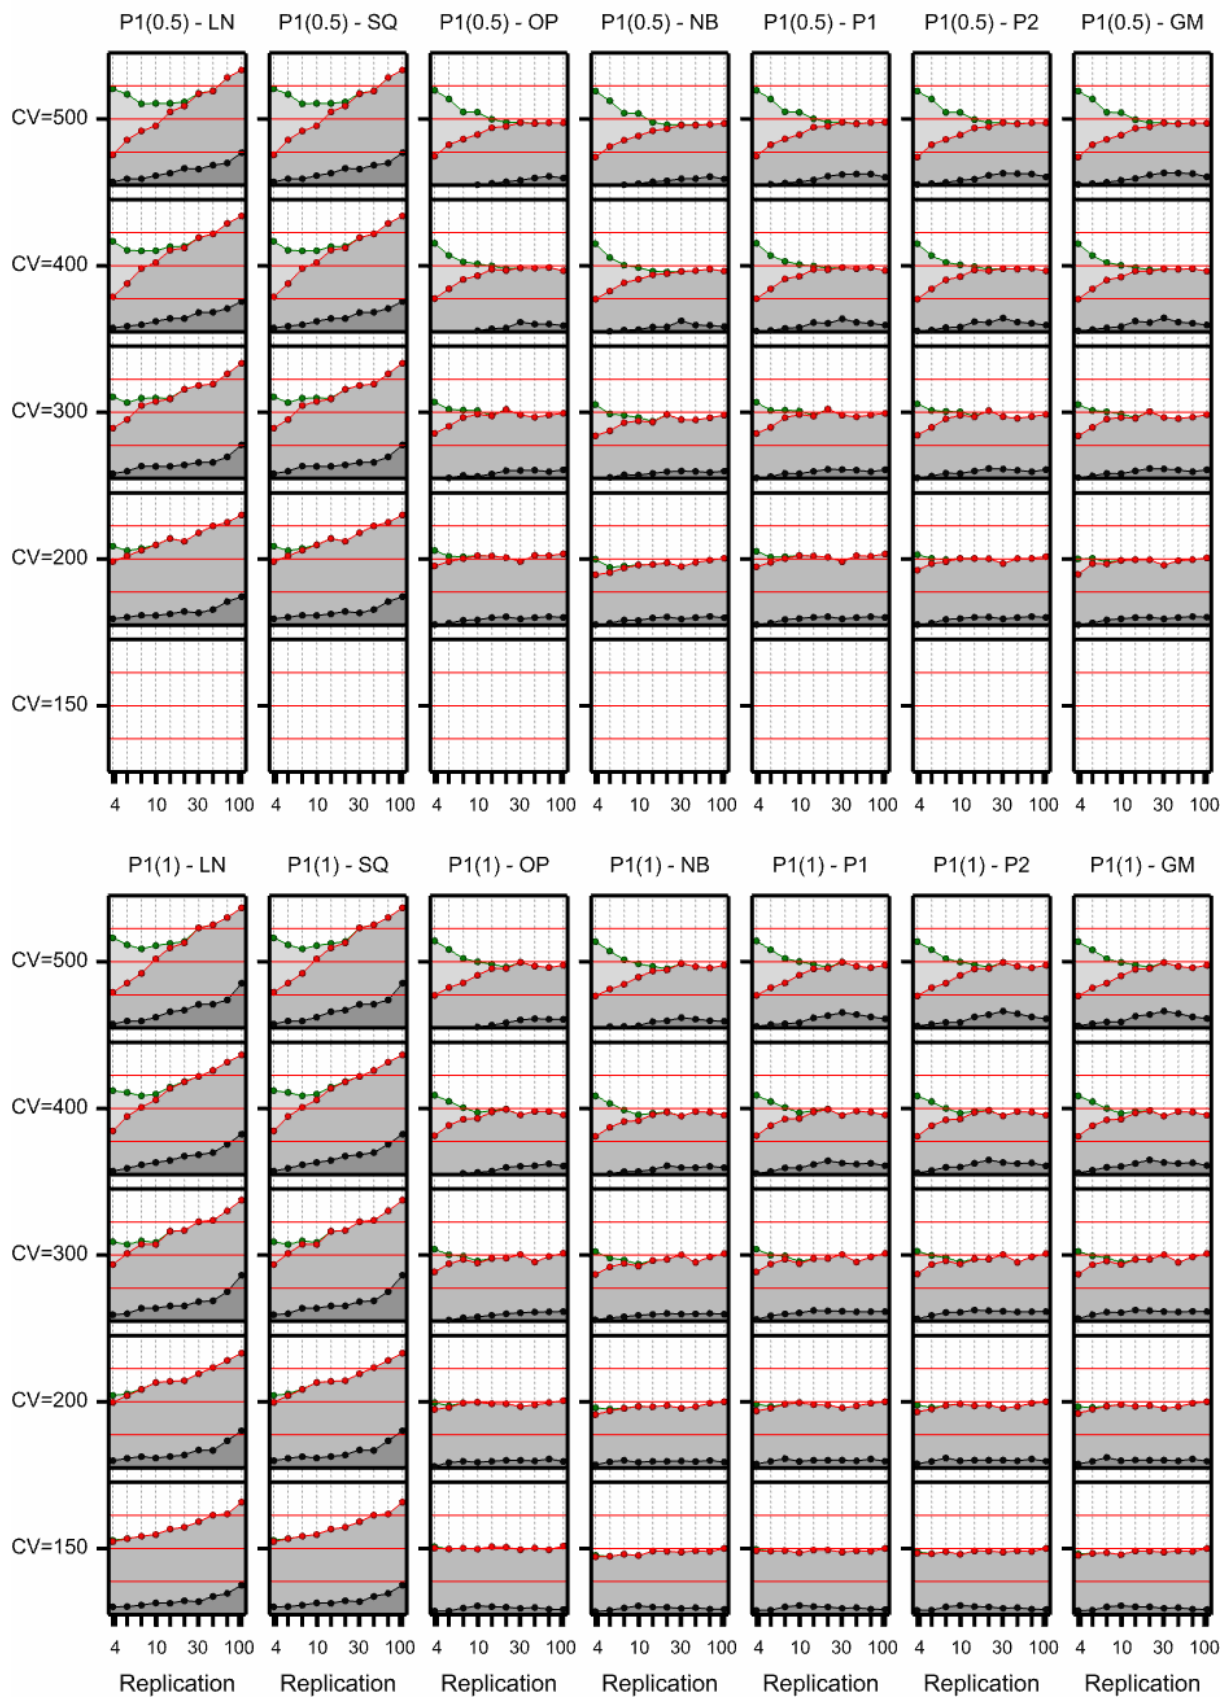 P1(0.5) - LN P1(0.5) - SQ P1(0.5) - OP P1(0.5) - NB P1(0.5) - P1 P1(0.5) - P2 P1(0.5) - GM
CV=500
CV=400
CV=300
CV=200
CV=150
4 10 30 100 4 10 30 100 4 10 30 100 4 10 30 100 4 10 30 100 4 10 30 100 4 10 30 100
P1(1) - LN P1(1) - SQ P1(1) - OP P1(1) - NB P1(1) - P1 P1(1) - P2 P1(1) - GM
CV=500
CV=400
CV=300
CV=200
CV=150
4 10 30 100 4 10 30 100 4 10 30 100 4 10 30 100 4 10 30 100 4 10 30 100 4 10 30 100
Replication Replication Replication Replication Replication Replication Replication